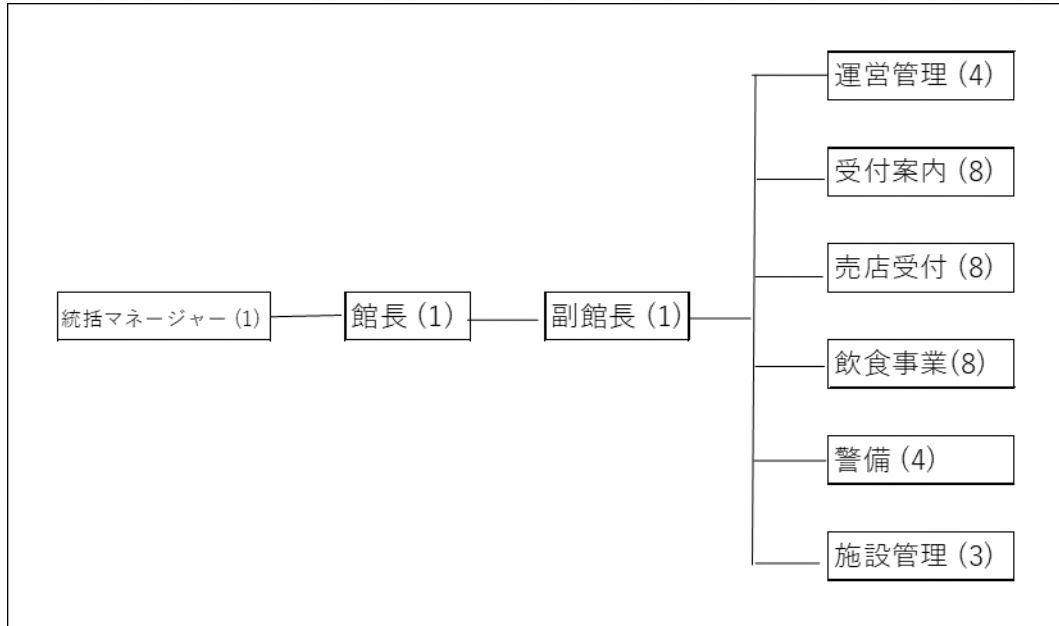 運営管理 (4)
受付案内 (8)
売店受付 (8)
統括マネージャー (1)
館長 (1)
副館長 (1)
飲食事業(8)
警備 (4)
施設管理 (3)